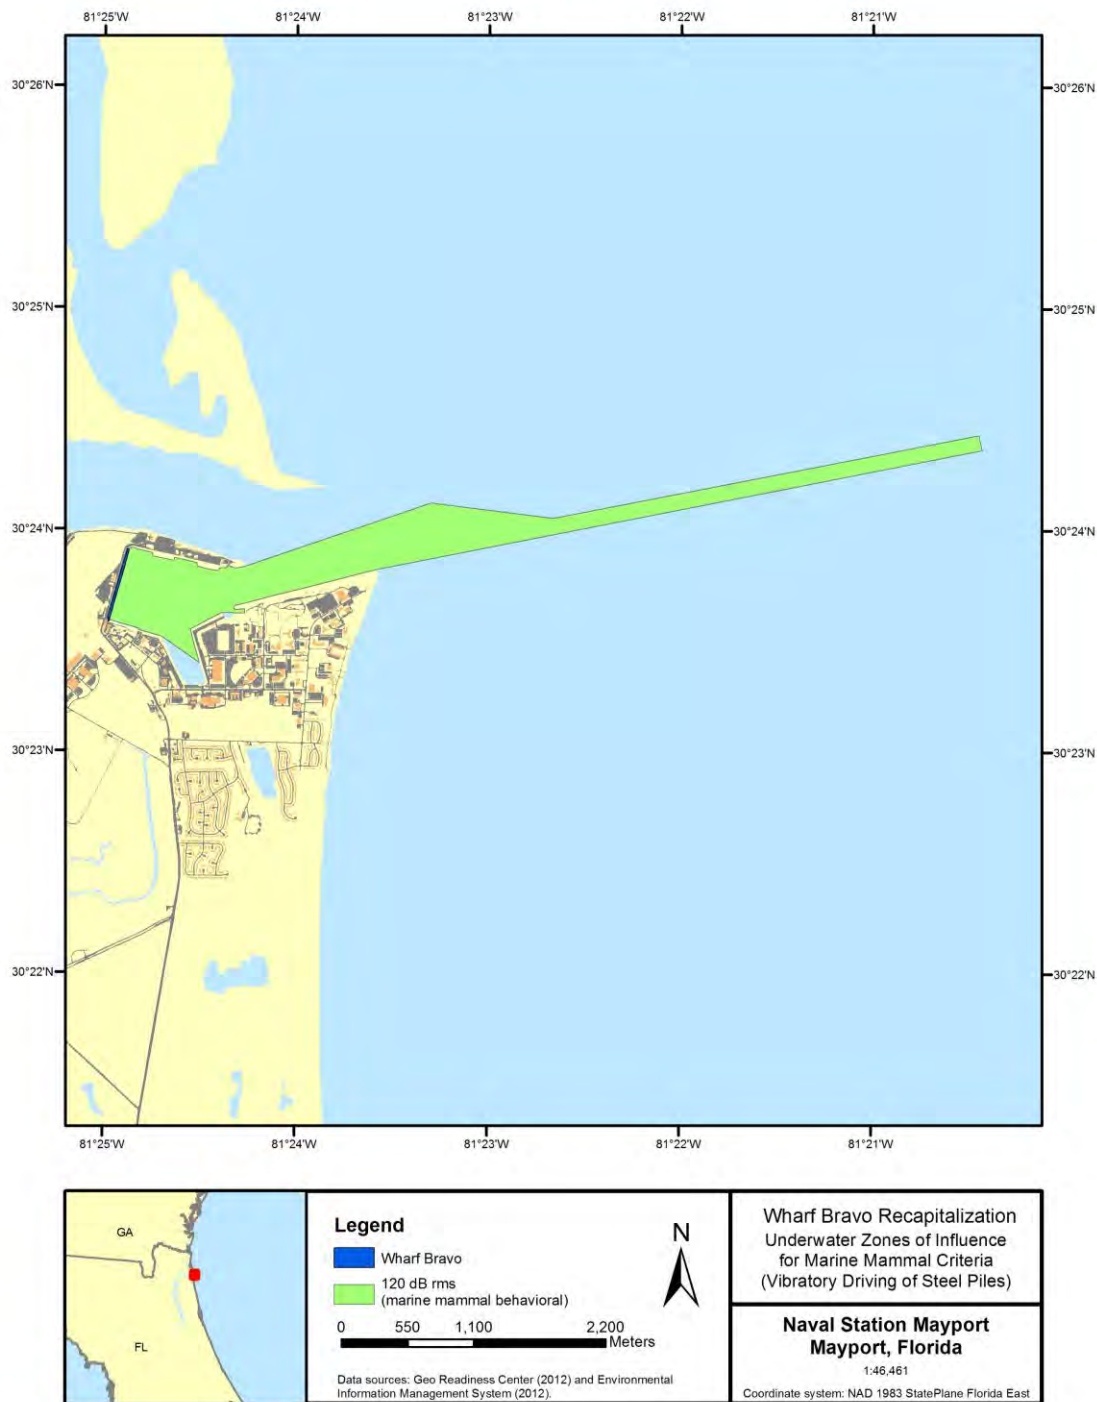 81°25'W 81°24'W 81°23'W 81°22'W 81°21'W
30°26'N 30°26'N
30°25'N 30°25'N
30°24'N 30°24'N
30°23'N 30°23'N
30°22'N 30°22'N
81°25'W 81°24'W 81°23'W 81°22'W 81°21'W
GA
FL
Legend
Wharf Bravo
120 dB rms
(marine mammal behavioral)
0 550 1,100 2,200
Meters
N
Data sources: Geo Readiness Center (2012) and Environmental
Information Management System (2012).
Wharf Bravo Recapitalization
Underwater Zones of Influence
for Marine Mammal Criteria
(Vibratory Driving of Steel Piles)
Naval Station Mayport
Mayport, Florida
1:46,461
Coordinate system: NAD 1983 StatePlane Florida East